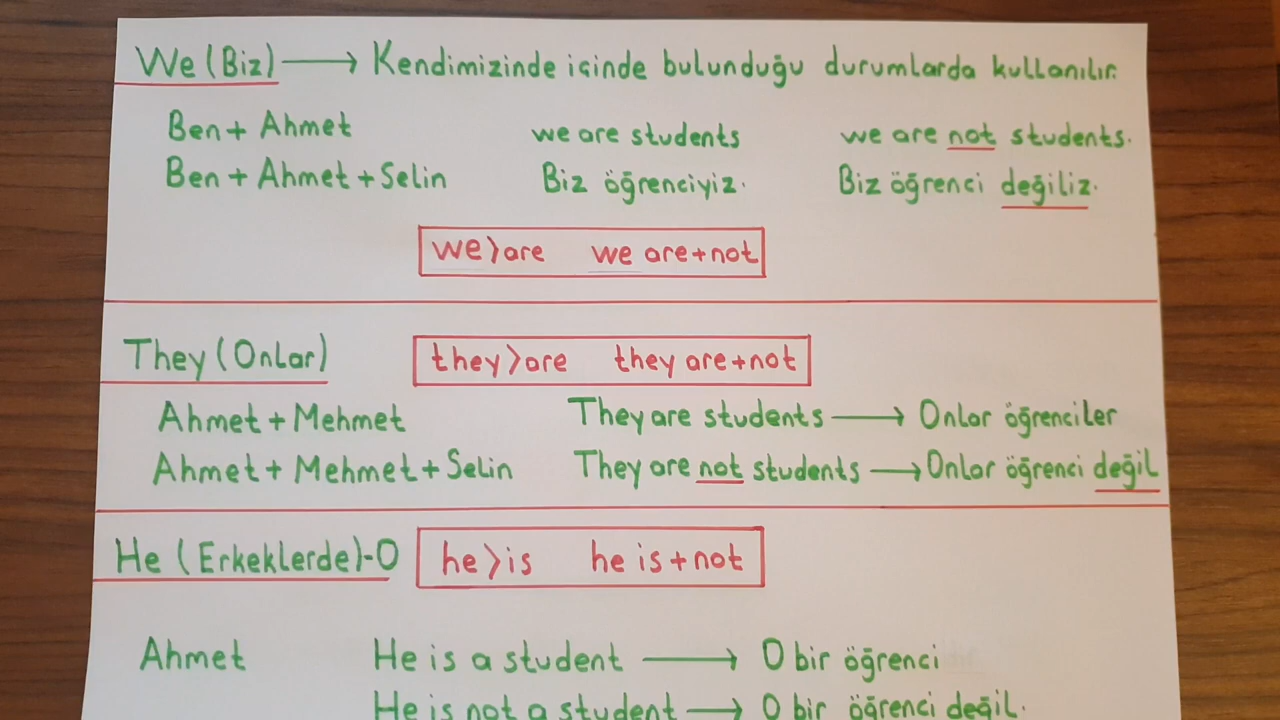 We (Biz) → Kendimizinde içinde bulunduğu durumlarda kullanılır.
Ben + Ahmet we are students we are not students.
Ben + Ahmet + Selin Biz öğrenciyiz. Biz öğrenci değiliz.
we > are we are + not
They (Onlar) they > are they are + not
Ahmet + Mehmet They are students → Onlar öğrenciler
Ahmet + Mehmet + Selin They are not students → Onlar öğrenci değil
He (Erkeklerde)-O he > is he is + not
Ahmet He is a student → O bir öğrenci
He is not a student → O bir öğrenci değil.